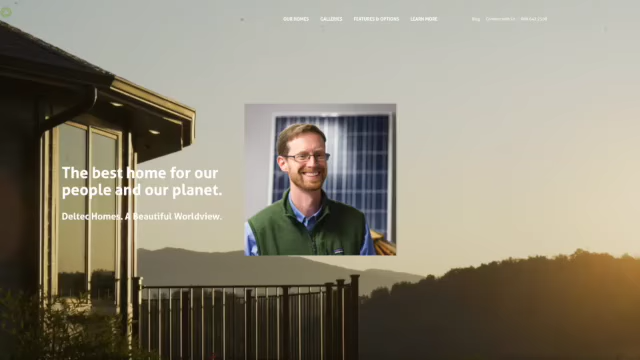 OUR HOMES GALLERIES FEATURES & OPTIONS LEARN MORE Blog
The best home for our
people and our planet.
Deltec Homes. A Beautiful Worldview.